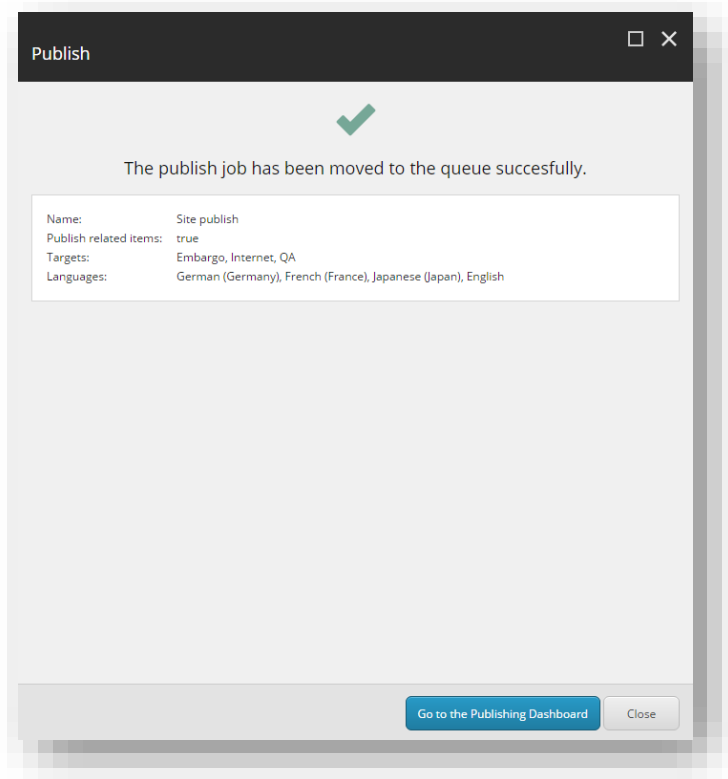 Publish
The publish job has been moved to the queue succesfully.
Name: Site publish
Publish related items: true
Targets: Embargo, Internet, QA
Languages: German (Germany), French (France), Japanese (Japan), English
Go to the Publishing Dashboard Close